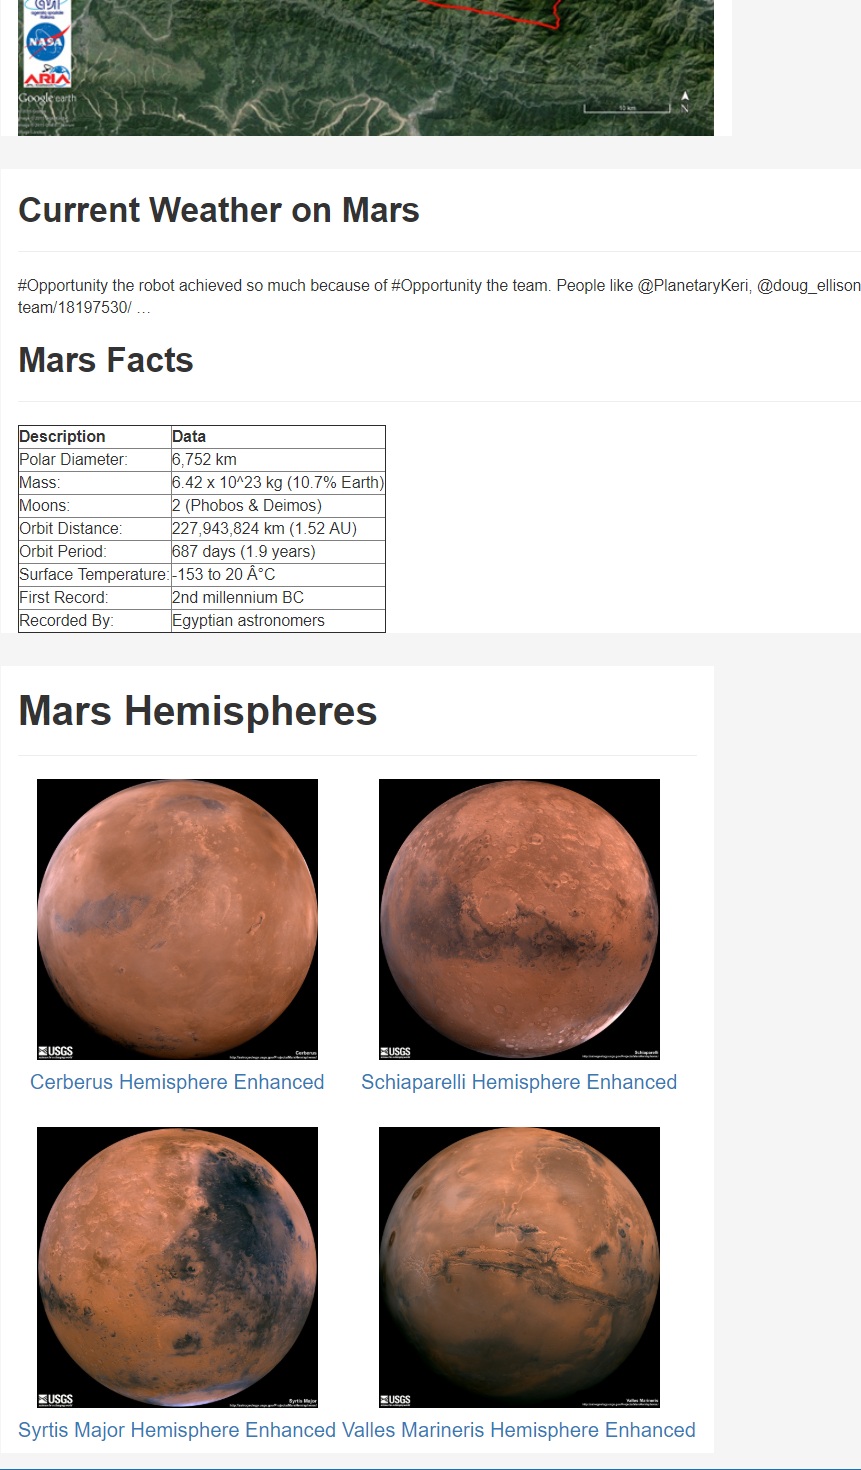 NASA
ARIA
Google earth
10 km
N
Current Weather on Mars
#Opportunity the robot achieved so much because of #Opportunity the team. People like @PlanetaryKeri, @doug_ellison
team/18197530/ …
Mars Facts
Description Data
Polar Diameter: 6,752 km
Mass: 6.42 x 10^23 kg (10.7% Earth)
Moons: 2 (Phobos & Deimos)
Orbit Distance: 227,943,824 km (1.52 AU)
Orbit Period: 687 days (1.9 years)
Surface Temperature: -153 to 20 Â°C
First Record: 2nd millennium BC
Recorded By: Egyptian astronomers
Mars Hemispheres
USGS
Cerberus
USGS
Schiaparelli
Cerberus Hemisphere Enhanced
Schiaparelli Hemisphere Enhanced
USGS
Syrtis Major
USGS
Valles Marineris
Syrtis Major Hemisphere Enhanced
Valles Marineris Hemisphere Enhanced